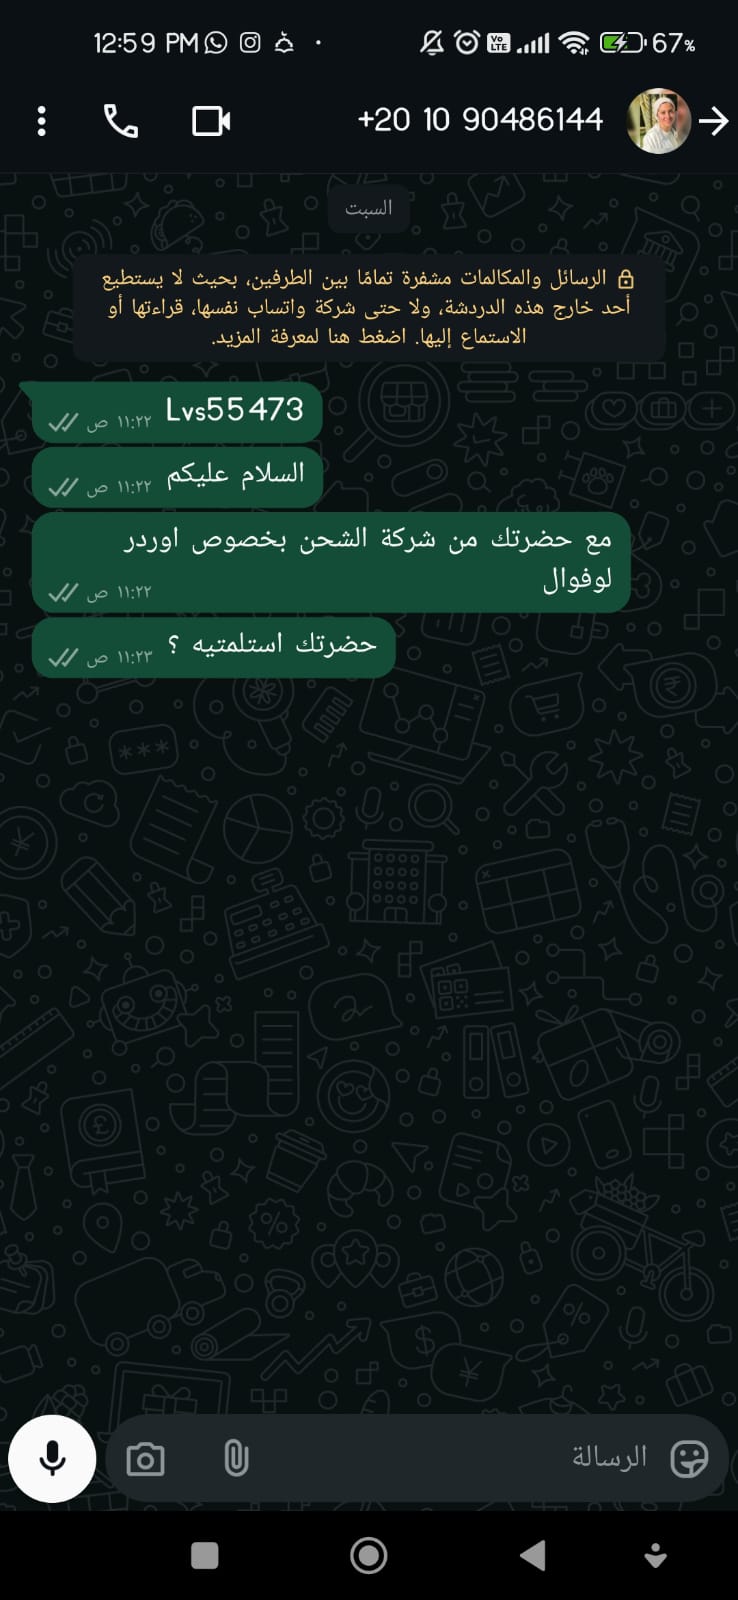 12:59 PM
67%
+20 10 90486144
السبت
الرسائل والمكالمات مشفرة تمامًا بين الطرفين، بحيث لا يستطيع
أحد خارج هذه الدردشة، ولا حتى شركة واتساب نفسها، قراءتها أو
الاستماع إليها. اضغط هنا لمعرفة المزيد.
Lvs55473
١١:٢٢ ص
السلام عليكم
١١:٢٢ ص
مع حضرتك من شركة الشحن بخصوص اوردر
لوفوال
١١:٢٢ ص
حضرتك استلمتيه ؟
١١:٢٣ ص
الرسالة